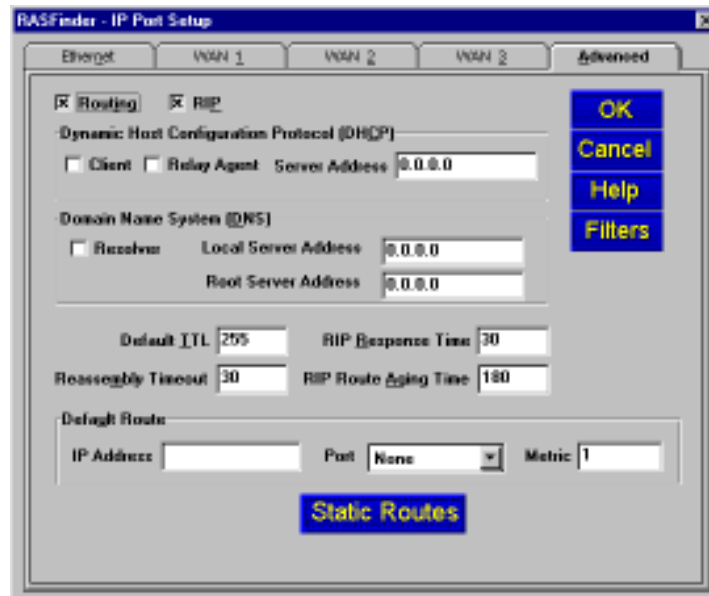 RASFinder - IP Port Setup
Ethernet WAN 1 WAN 2 WAN 3 Advanced
Routing RIP
OK
Dynamic Host Configuration Protocol (DHCP)
Cancel
Client Relay Agent Server Address 0.0.0.0
Help
Domain Name System (DNS)
Filters
Resolver Local Server Address 0.0.0.0
Root Server Address 0.0.0.0
Default TTL 255 RIP Response Time 30
Reassembly Timeout 30 RIP Route Aging Time 180
Default Route
IP Address Port None Metric 1
Static Routes